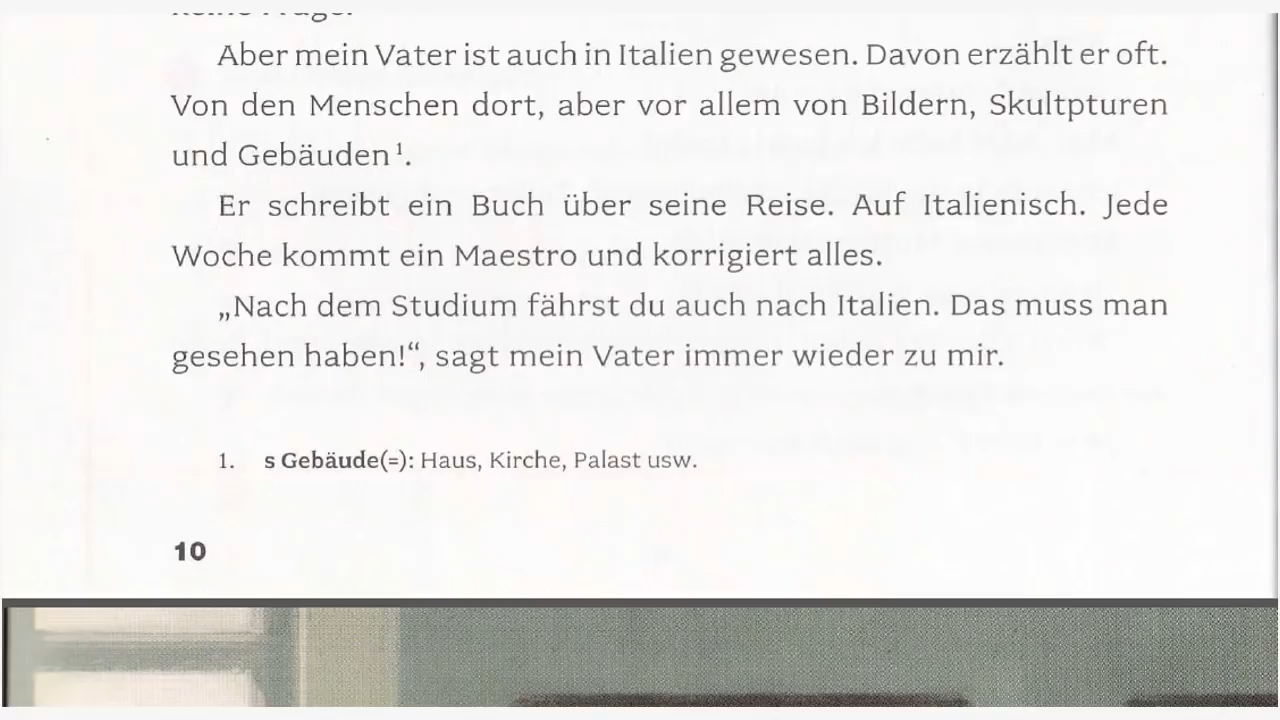 keine Frage.
Aber mein Vater ist auch in Italien gewesen. Davon erzählt er oft.
Von den Menschen dort, aber vor allem von Bildern, Skultpturen
und Gebäuden¹.
Er schreibt ein Buch über seine Reise. Auf Italienisch. Jede
Woche kommt ein Maestro und korrigiert alles.
„Nach dem Studium fährst du auch nach Italien. Das muss man
gesehen haben!“, sagt mein Vater immer wieder zu mir.
1. s Gebäude(=): Haus, Kirche, Palast usw.
10